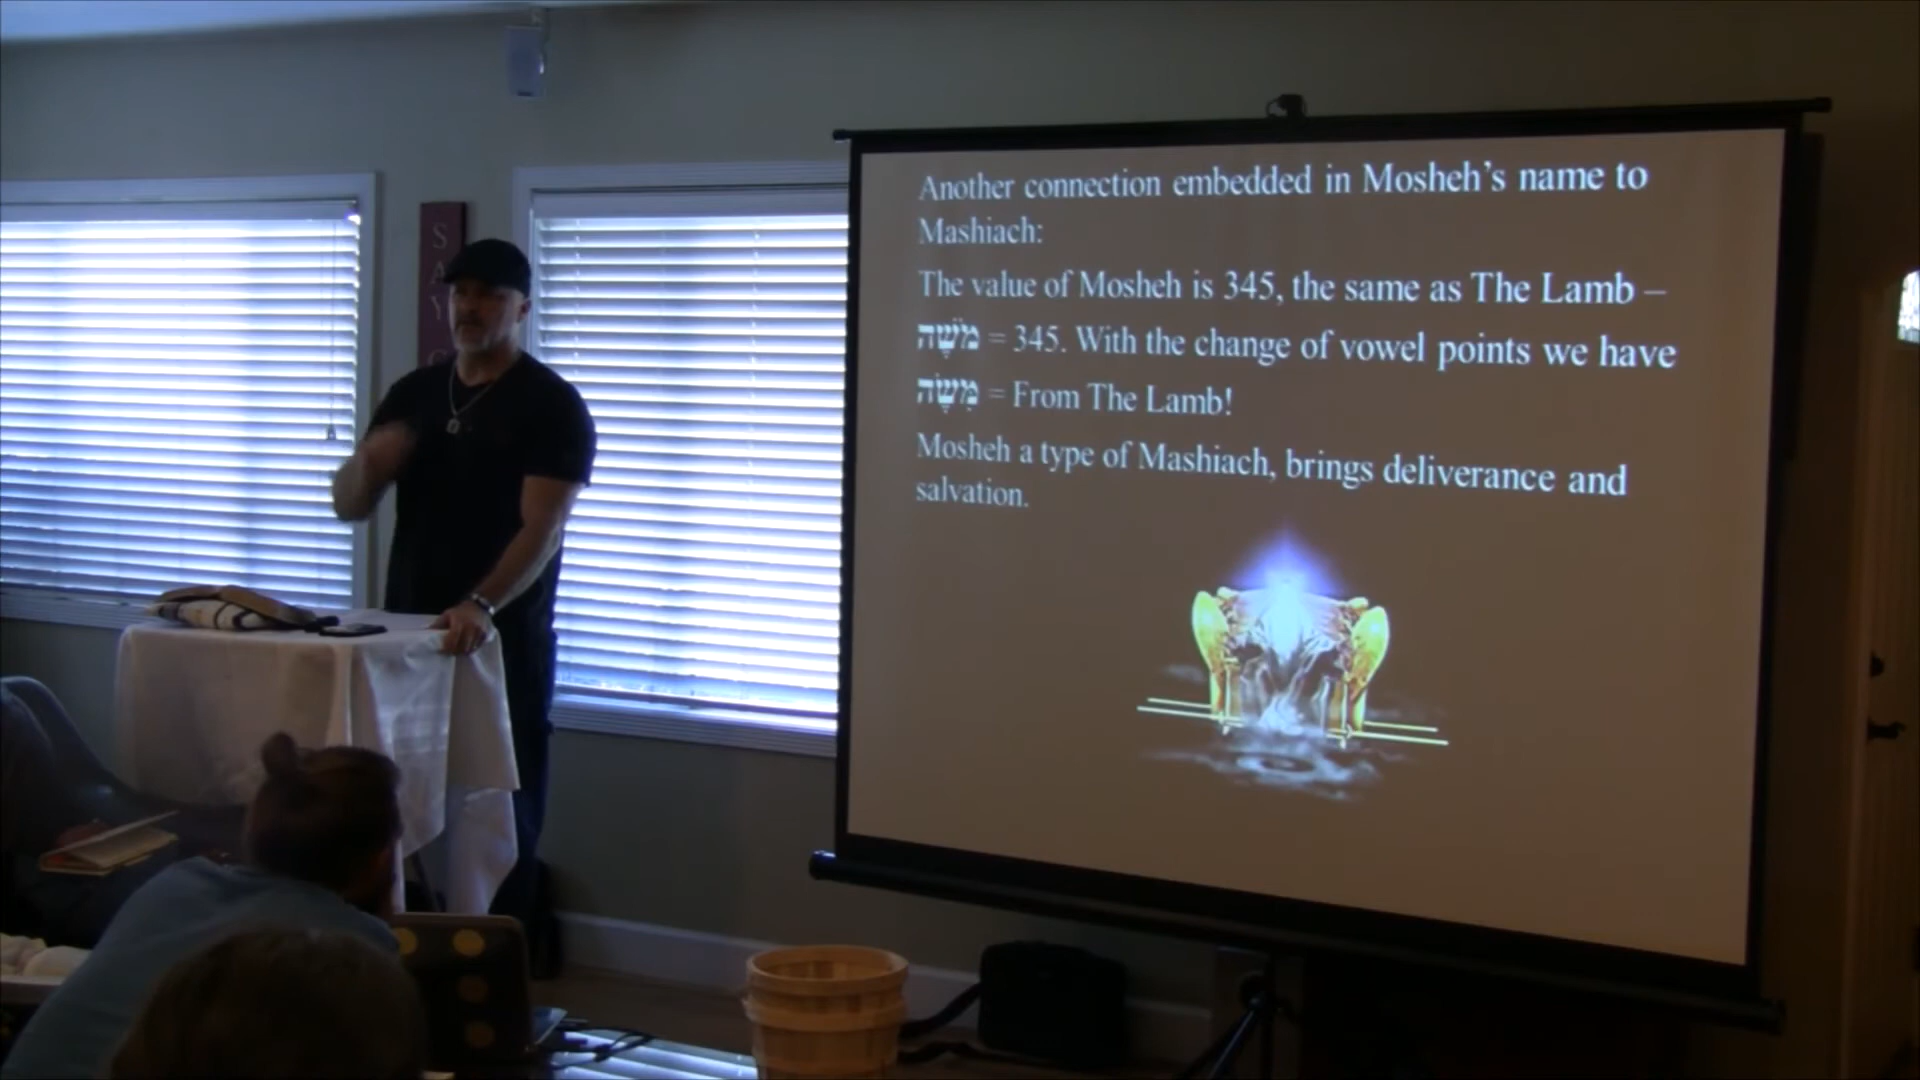 Another connection embedded in Mosheh's name to
Mashiach:
The value of Mosheh is 345, the same as The Lamb –
מֹשֶׁה = 345. With the change of vowel points we have
מִשֶּׂה = From The Lamb!
Mosheh a type of Mashiach, brings deliverance and
salvation.
S
A
Y